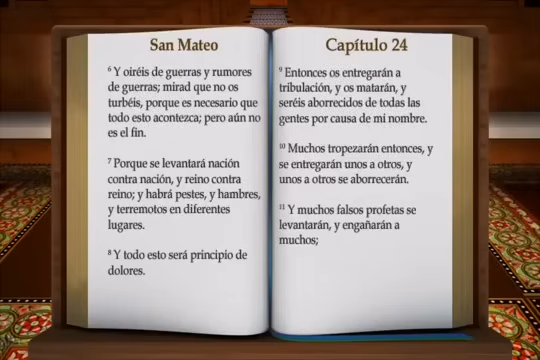 San Mateo
6 Y oiréis de guerras y rumores
de guerras; mirad que no os
turbéis, porque es necesario que
todo esto acontezca; pero aún no
es el fin.
7 Porque se levantará nación
contra nación, y reino contra
reino; y habrá pestes, y hambres,
y terremotos en diferentes
lugares.
8 Y todo esto será principio de
dolores.
Capítulo 24
9 Entonces os entregarán a
tribulación, y os matarán, y
seréis aborrecidos de todas las
gentes por causa de mi nombre.
10 Muchos tropezarán entonces, y
se entregarán unos a otros, y
unos a otros se aborrecerán.
11 Y muchos falsos profetas se
levantarán, y engañarán a
muchos;